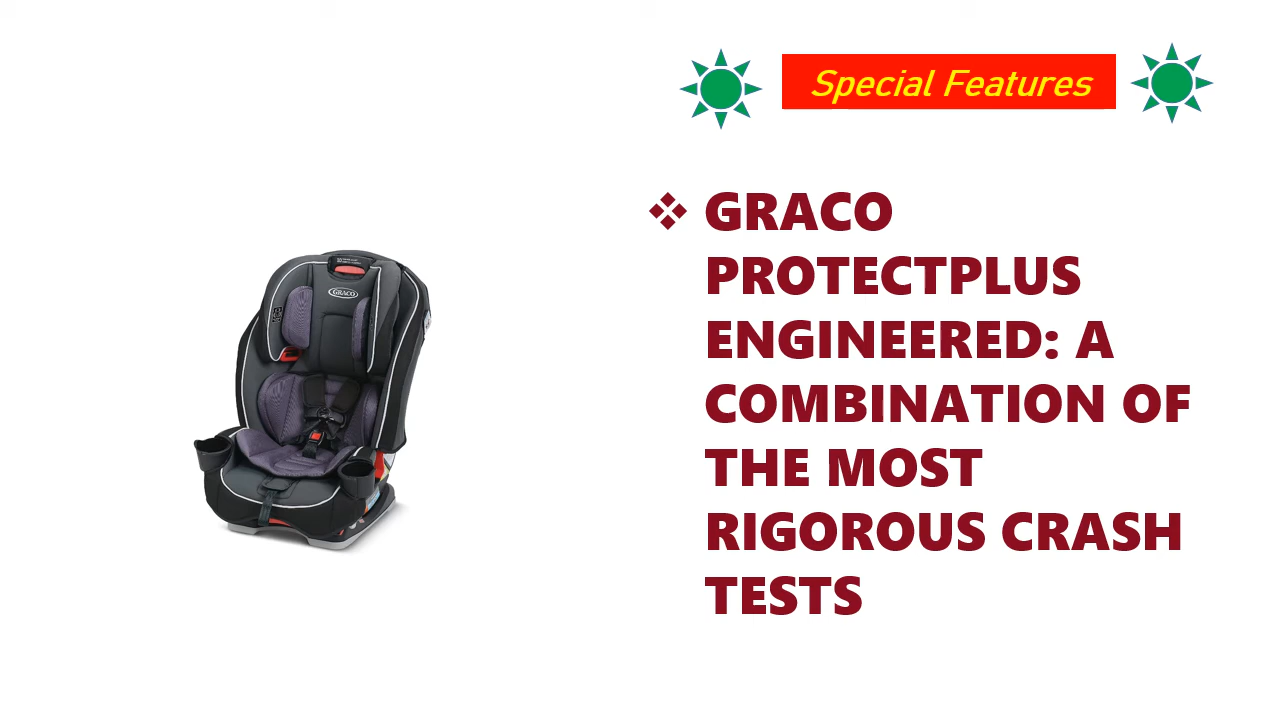 Special Features
❖ GRACO
PROTECTPLUS
ENGINEERED: A
COMBINATION OF
THE MOST
RIGOROUS CRASH
TESTS
GRACO